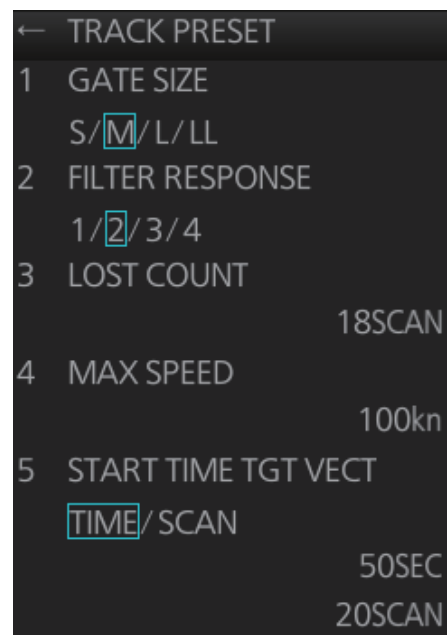 ← TRACK PRESET
1 GATE SIZE
S/M/L/LL
2 FILTER RESPONSE
1/2/3/4
3 LOST COUNT
18SCAN
4 MAX SPEED
100kn
5 START TIME TGT VECT
TIME/SCAN
50SEC
20SCAN